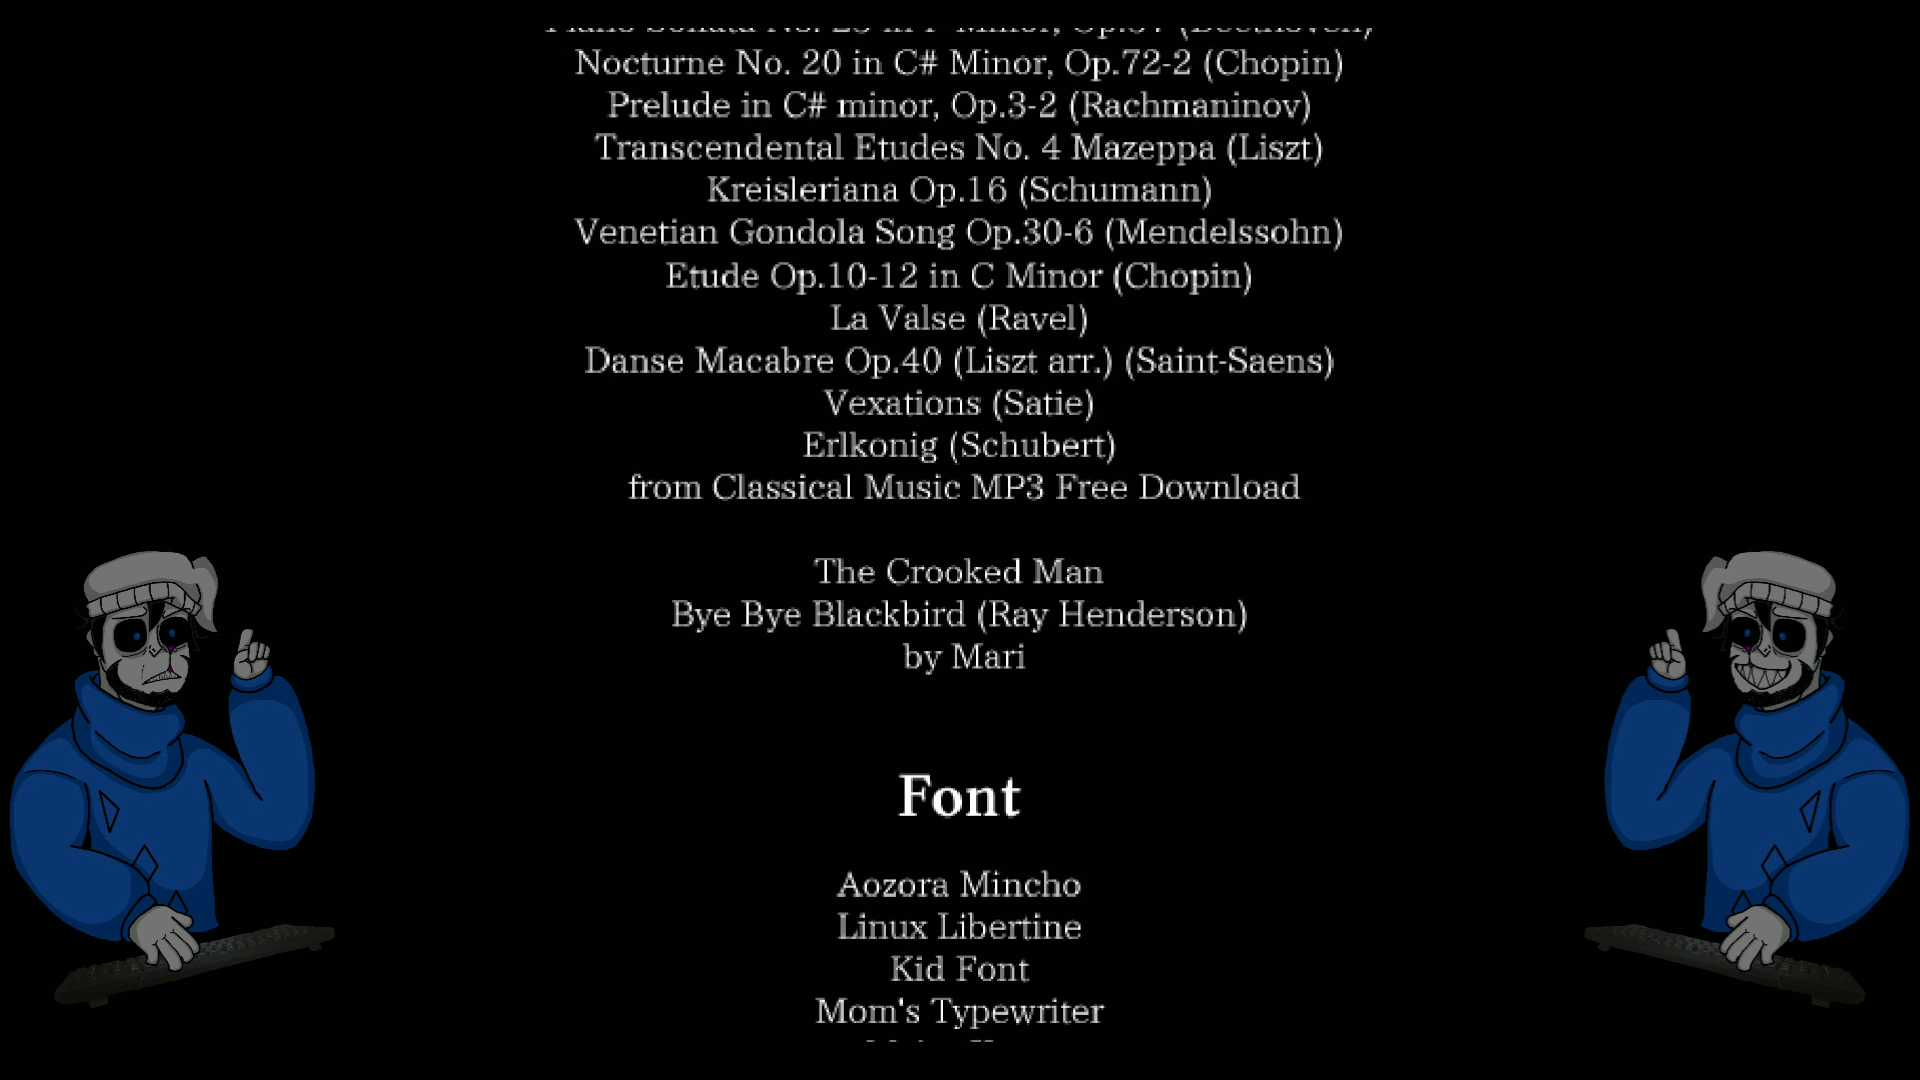 Nocturne No. 20 in C# Minor, Op.72-2 (Chopin)
Prelude in C# minor, Op.3-2 (Rachmaninov)
Transcendental Etudes No. 4 Mazeppa (Liszt)
Kreisleriana Op.16 (Schumann)
Venetian Gondola Song Op.30-6 (Mendelssohn)
Etude Op.10-12 in C Minor (Chopin)
La Valse (Ravel)
Danse Macabre Op.40 (Liszt arr.) (Saint-Saens)
Vexations (Satie)
Erlkonig (Schubert)
from Classical Music MP3 Free Download
The Crooked Man
Bye Bye Blackbird (Ray Henderson)
by Mari
Font
Aozora Mincho
Linux Libertine
Kid Font
Mom's Typewriter